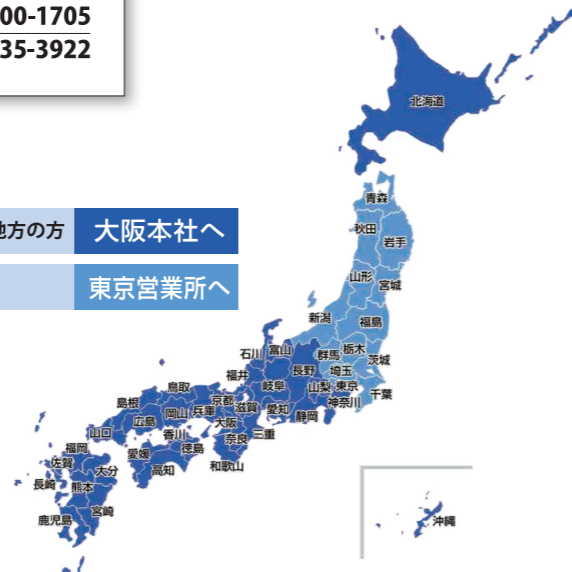 00-1705
35-3922
地方の方
大阪本社へ
東京営業所へ
北海道
青森
秋田
岩手
山形
宮城
新潟
福島
石川
富山
群馬
栃木
茨城
長野
埼玉
福井
岐阜
山梨
東京
千葉
神奈川
鳥取
京都
滋賀
愛知
静岡
島根
岡山
兵庫
広島
大阪
三重
山口
香川
奈良
徳島
福岡
愛媛
和歌山
佐賀
大分
高知
長崎
熊本
宮崎
鹿児島
沖縄